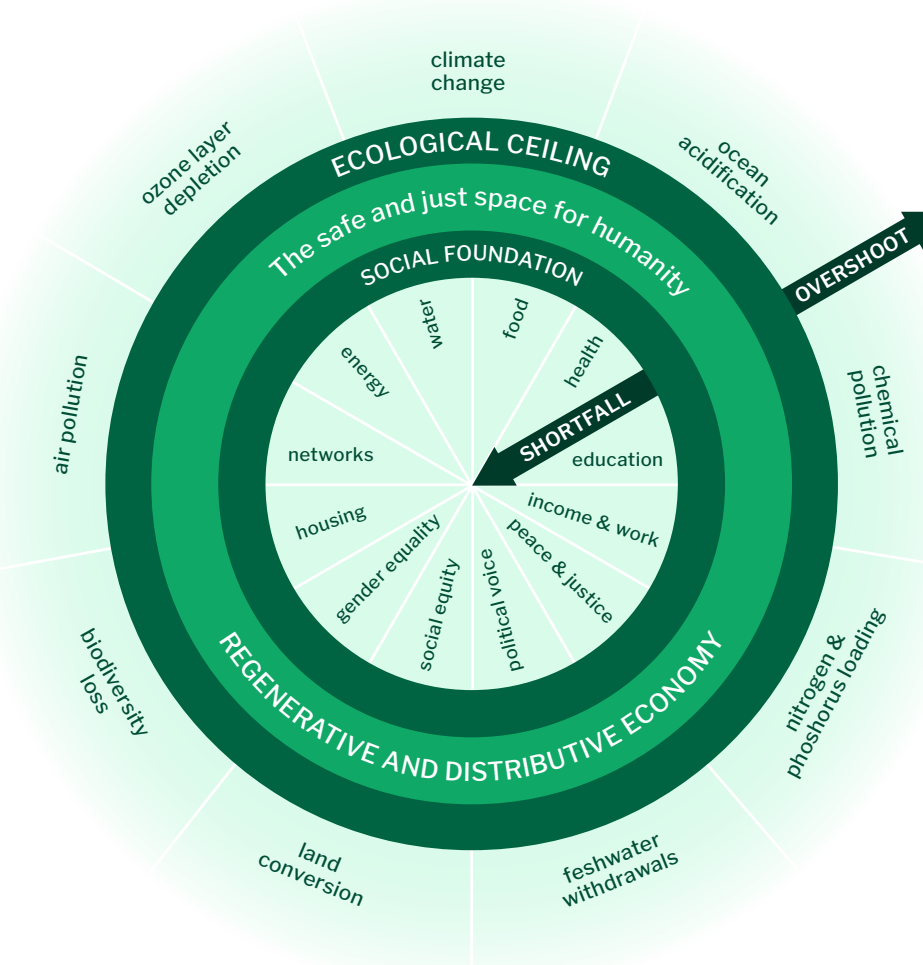 climate
change
ocean
acidification
OVERSHOOT
chemical
pollution
nitrogen &
phoshorus loading
feshwater
withdrawals
land
conversion
biodiversity
loss
air pollution
ozone layer
depletion
ECOLOGICAL CEILING
The safe and just space for humanity
SOCIAL FOUNDATION
water
food
health
SHORTFALL
education
income & work
peace & justice
political voice
social equity
gender equality
housing
networks
energy
REGENERATIVE AND DISTRIBUTIVE ECONOMY